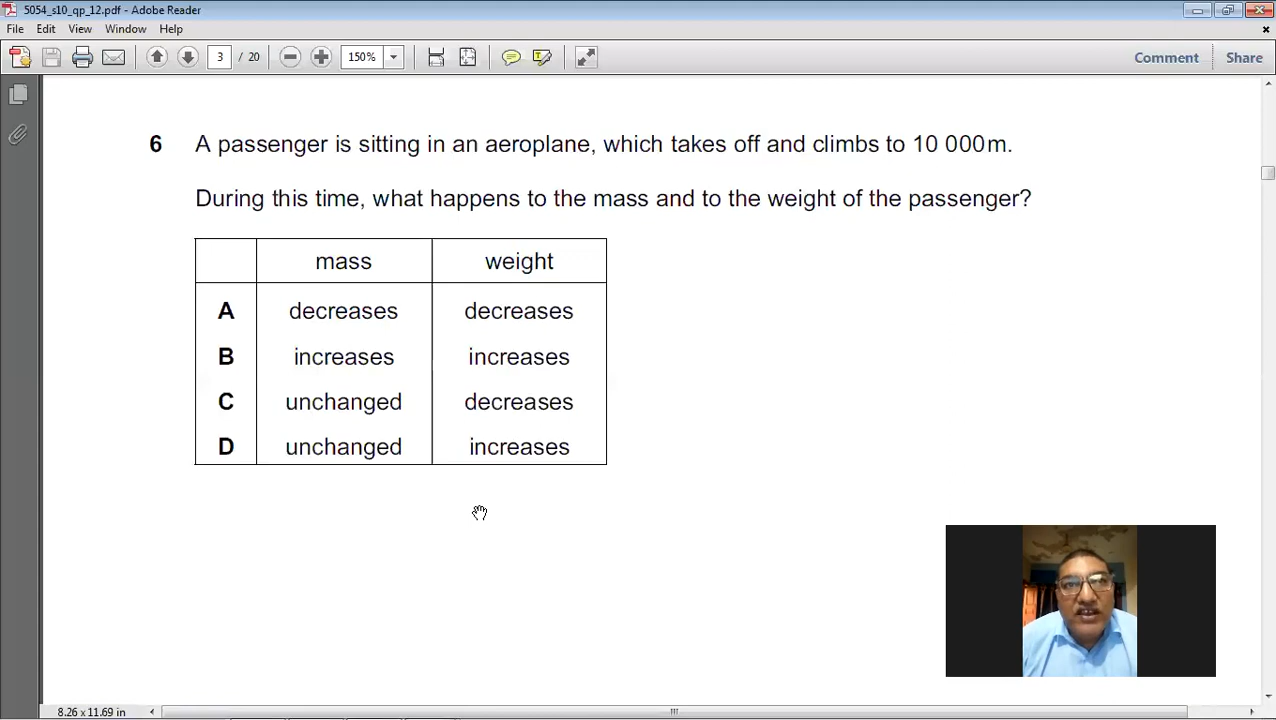 5054_s10_qp_12.pdf - Adobe Reader
File Edit View Window Help
3 / 20 150% Comment Share
6 A passenger is sitting in an aeroplane, which takes off and climbs to 10 000 m.
During this time, what happens to the mass and to the weight of the passenger?
mass weight
A decreases decreases
B increases increases
C unchanged decreases
D unchanged increases
8.26 x 11.69 in